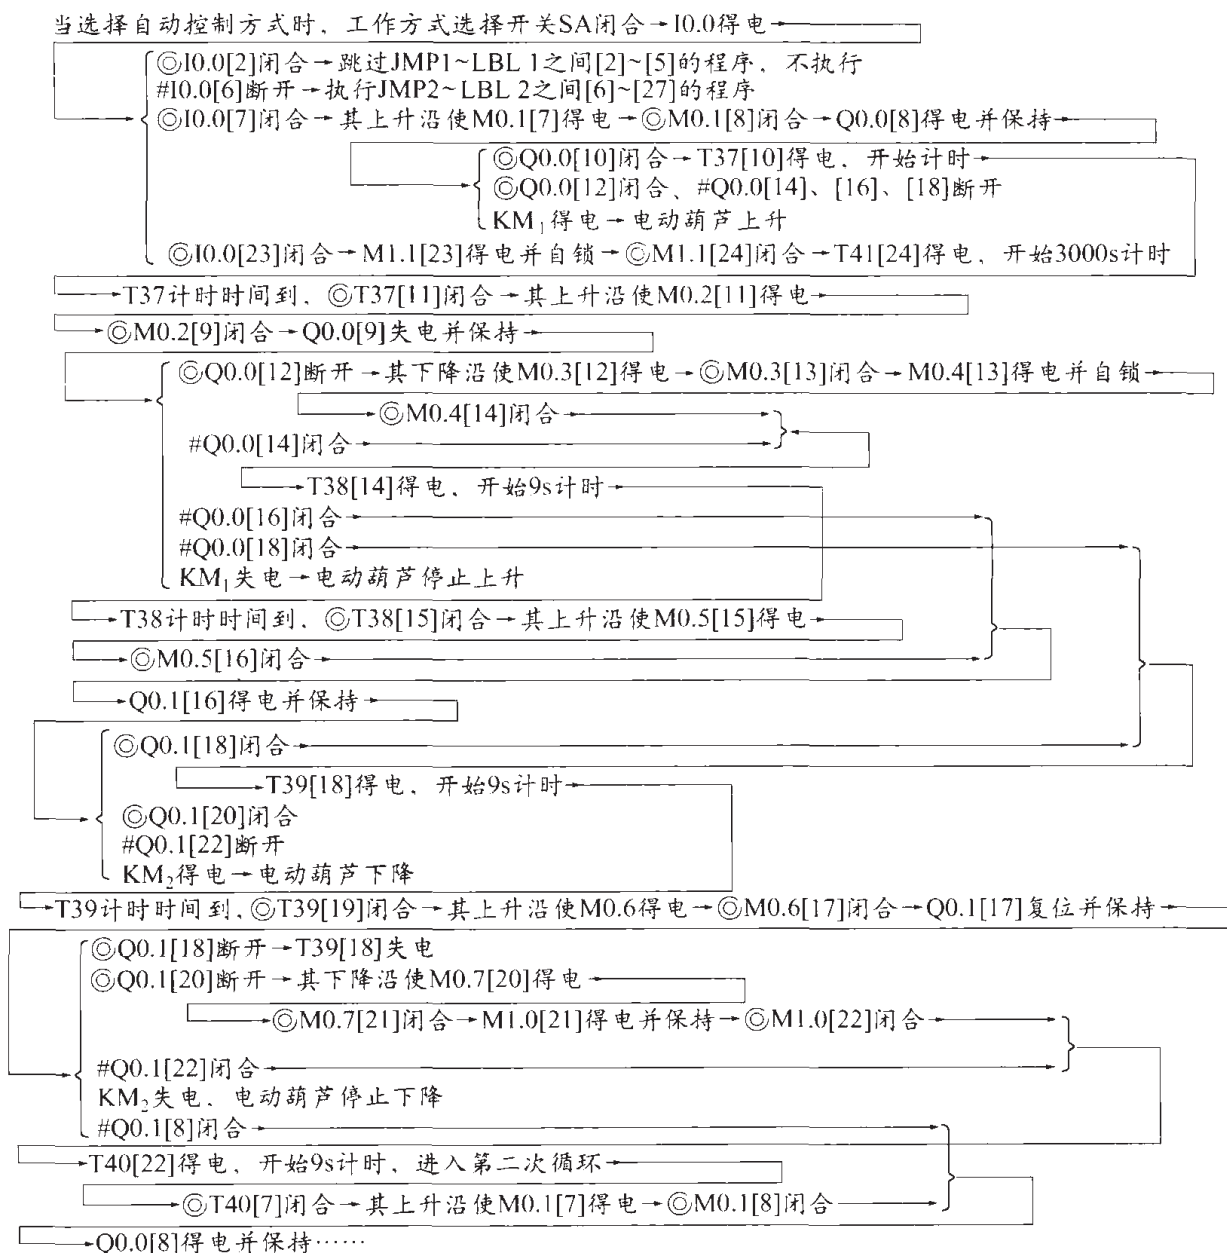 当选择自动控制方式时、工作方式选择开关SA闭合→I0.0得电→
◎I0.0[2]闭合→跳过JMP1~LBL 1之间[2]~[5]的程序、不执行
#I0.0[6]断开→执行JMP2~LBL 2之间[6]~[27]的程序
◎I0.0[7]闭合→其上升沿使M0.1[7]得电→◎M0.1[8]闭合→Q0.0[8]得电并保持→
◎Q0.0[10]闭合→T37[10]得电、开始计时→
◎Q0.0[12]闭合、#Q0.0[14]、[16]、[18]断开
KM₁得电→电动葫芦上升
◎I0.0[23]闭合→M1.1[23]得电并自锁→◎M1.1[24]闭合→T41[24]得电、开始3000s计时
→T37计时时间到、◎T37[11]闭合→其上升沿使M0.2[11]得电→
→◎M0.2[9]闭合→Q0.0[9]失电并保持→
◎Q0.0[12]断开→其下降沿使M0.3[12]得电→◎M0.3[13]闭合→M0.4[13]得电并自锁→
→◎M0.4[14]闭合→
#Q0.0[14]闭合→
→T38[14]得电、开始9s计时→
#Q0.0[16]闭合→
#Q0.0[18]闭合→
KM₁失电→电动葫芦停止上升
→T38计时时间到、◎T38[15]闭合→其上升沿使M0.5[15]得电→
→◎M0.5[16]闭合→
→Q0.1[16]得电并保持→
◎Q0.1[18]闭合→
→T39[18]得电、开始9s计时→
◎Q0.1[20]闭合
#Q0.1[22]断开
KM₂得电→电动葫芦下降
→T39计时时间到、◎T39[19]闭合→其上升沿使M0.6得电→◎M0.6[17]闭合→Q0.1[17]复位并保持→
◎Q0.1[18]断开→T39[18]失电
◎Q0.1[20]断开→其下降沿使M0.7[20]得电→
→◎M0.7[21]闭合→M1.0[21]得电并保持→◎M1.0[22]闭合→
#Q0.1[22]闭合→
KM₂失电、电动葫芦停止下降
#Q0.1[8]闭合→
→T40[22]得电、开始9s计时、进入第二次循环→
→◎T40[7]闭合→其上升沿使M0.1[7]得电→◎M0.1[8]闭合→
→Q0.0[8]得电并保持……